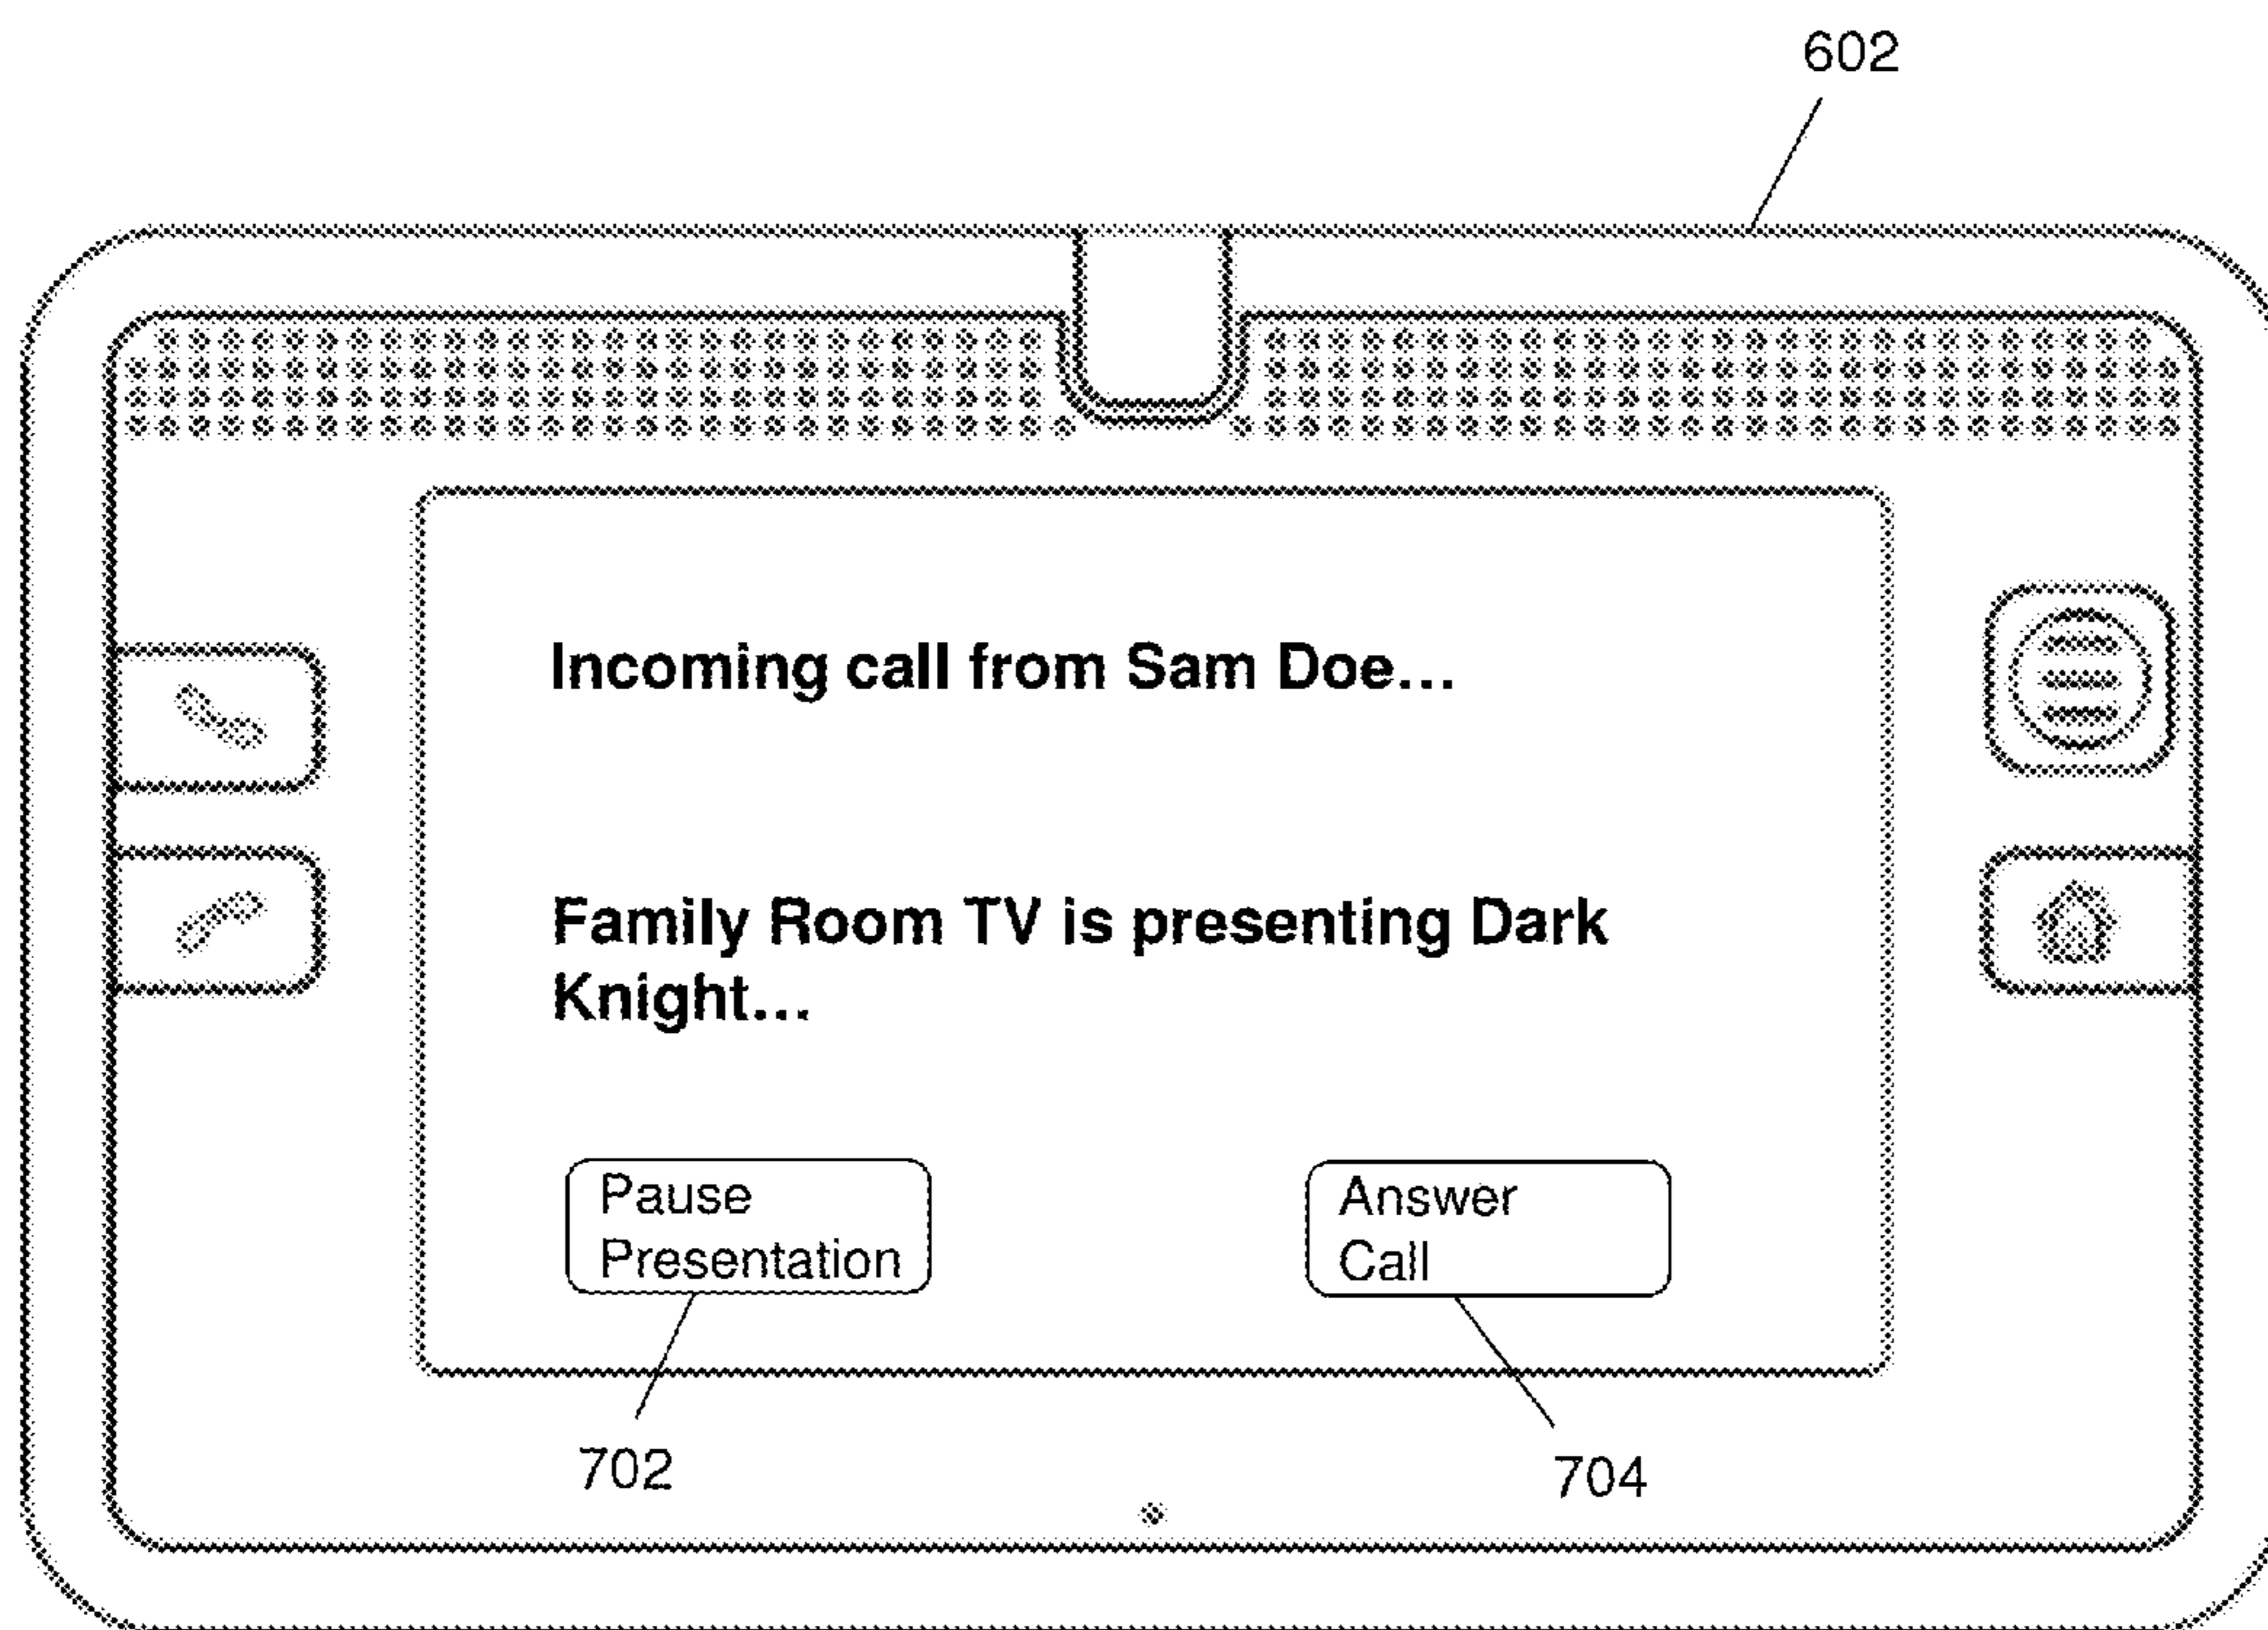 602
Incoming call from Sam Doe...
Family Room TV is presenting Dark
Knight...
Pause
Presentation
Answer
Call
702
704